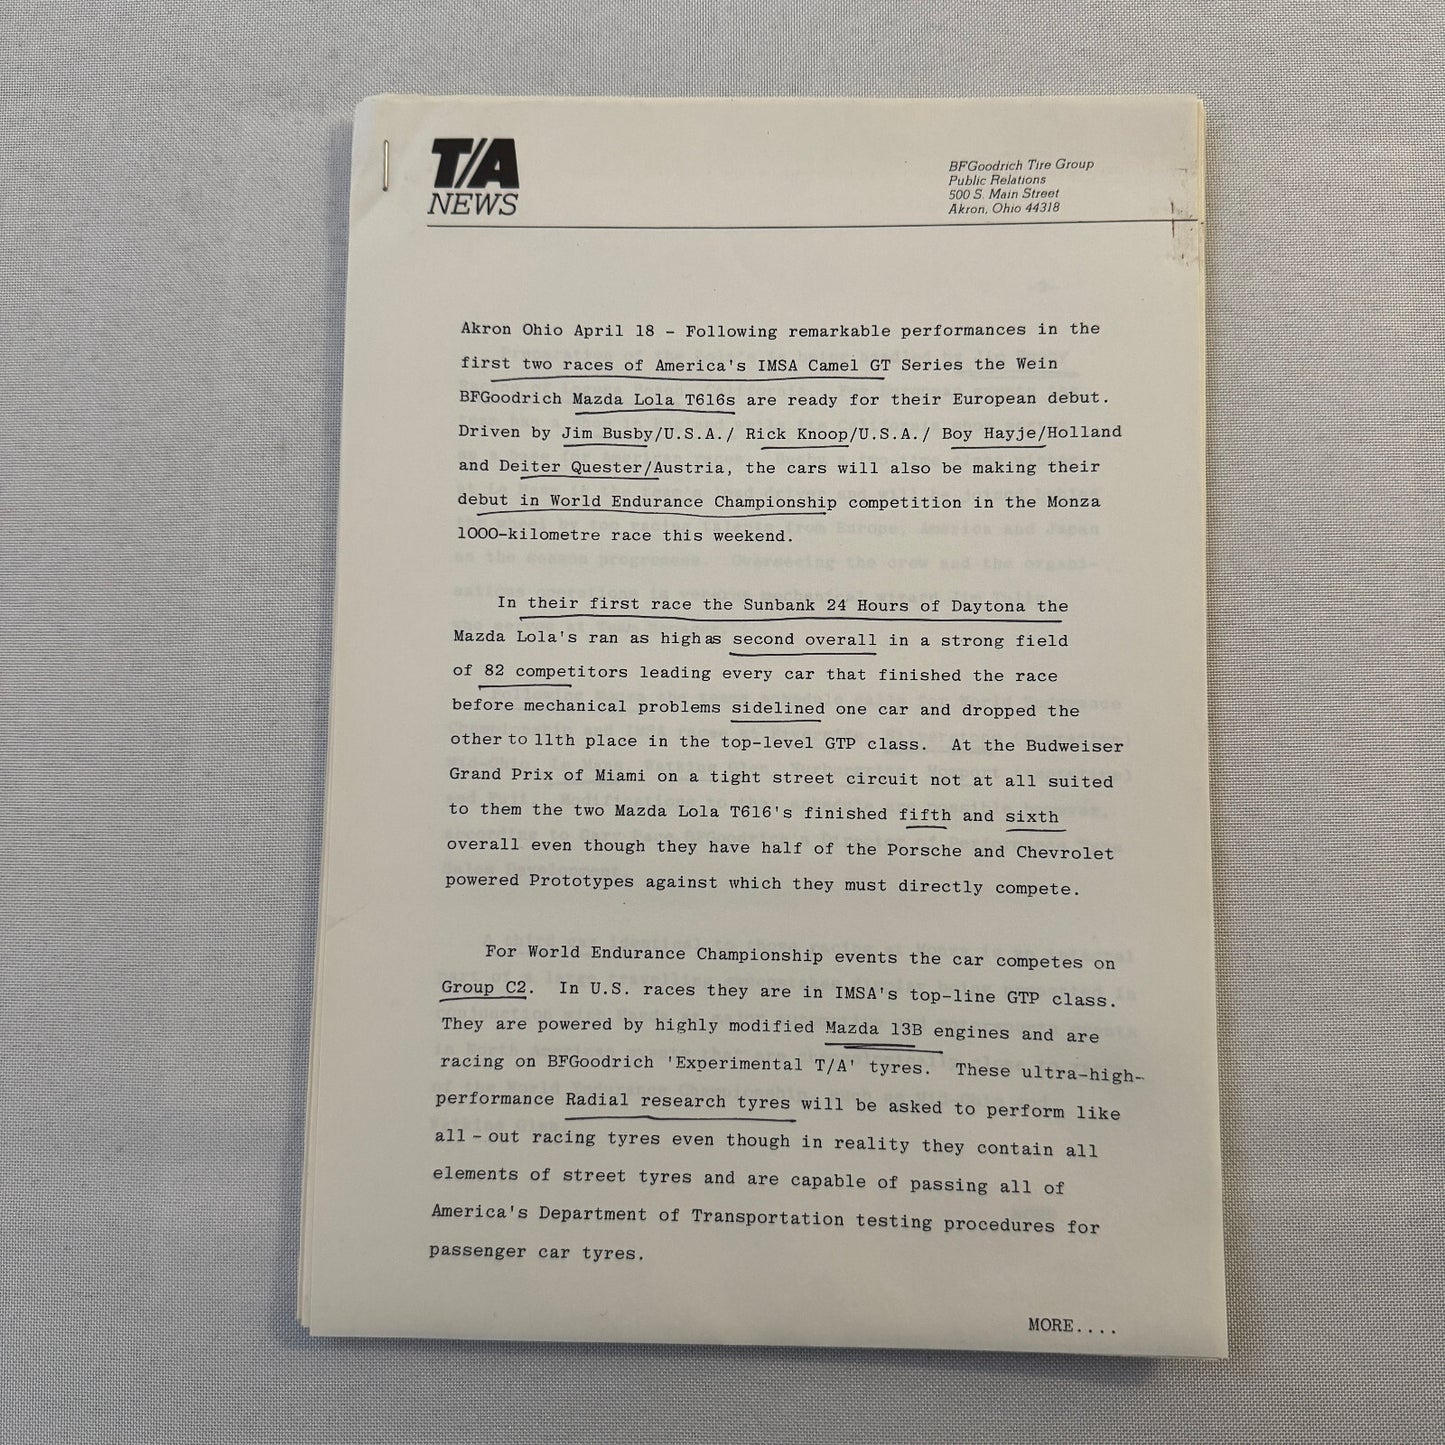 T/A
NEWS
BFGoodrich Tire Group
Public Relations
500 S. Main Street
Akron, Ohio 44318
Akron Ohio April 18 - Following remarkable performances in the
first two races of America's IMSA Camel GT Series the Wein
BFGoodrich Mazda Lola T616s are ready for their European debut.
Driven by Jim Busby/U.S.A./ Rick Knoop/U.S.A./ Boy Hayje/Holland
and Deiter Quester/Austria, the cars will also be making their
debut in World Endurance Championship competition in the Monza
1000-kilometre race this weekend.
In their first race the Sunbank 24 Hours of Daytona the
Mazda Lola's ran as high as second overall in a strong field
of 82 competitors leading every car that finished the race
before mechanical problems sidelined one car and dropped the
other to 11th place in the top-level GTP class. At the Budweiser
Grand Prix of Miami on a tight street circuit not at all suited
to them the two Mazda Lola T616's finished fifth and sixth
overall even though they have half of the Porsche and Chevrolet
powered Prototypes against which they must directly compete.
For World Endurance Championship events the car competes on
Group C2. In U.S. races they are in IMSA's top-line GTP class.
They are powered by highly modified Mazda 13B engines and are
racing on BFGoodrich 'Experimental T/A' tyres. These ultra-high-
performance Radial research tyres will be asked to perform like
all-out racing tyres even though in reality they contain all
elements of street tyres and are capable of passing all of
America's Department of Transportation testing procedures for
passenger car tyres.
MORE....